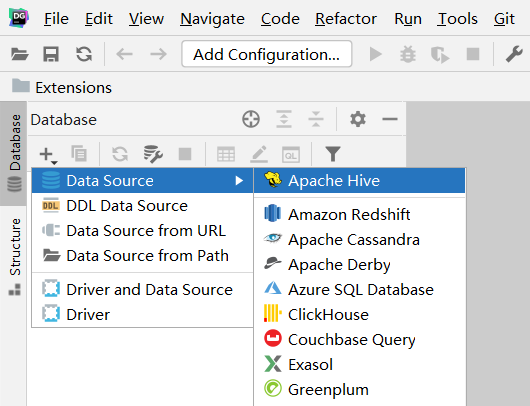 DG File Edit View Navigate Code Refactor Run Tools Git
Add Configuration...
Extensions
Database
Database
Structure
Data Source
DDL Data Source
Data Source from URL
Data Source from Path
Driver and Data Source
Driver
Apache Hive
Amazon Redshift
Apache Cassandra
Apache Derby
Azure SQL Database
ClickHouse
Couchbase Query
Exasol
Greenplum
DDL
QL